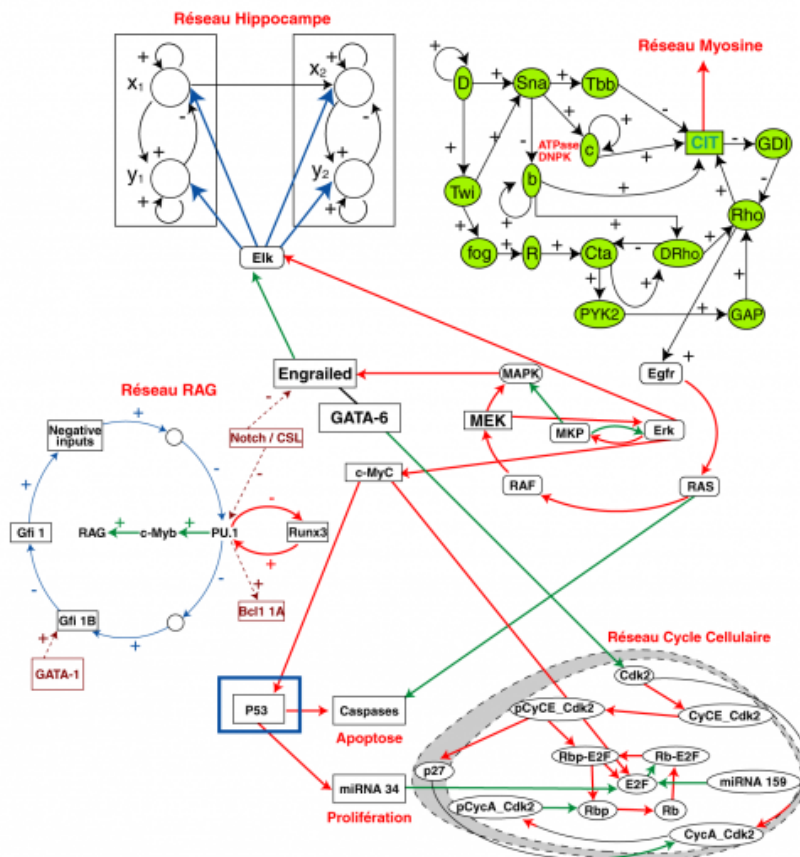 Réseau Hippocampe
Réseau Myosine
+ +
x₁ x₂
- -
+ +
y₁ y₂
+ +
Elk
+
D + Sna + Tbb
-
+ + - + +
ATPase
DNPK
c
+
CIT - GDI
b + -
Twi
+
Rho
+ + +
fog + R + Cta - DRho +
+ + +
PYK2 + GAP
Egfr +
Engrailed
MAPK
GATA-6
MEK
MKP
Erk
c-MyC
RAF
RAS
Réseau RAG
+
Negative
inputs
-
Notch / CSL
-
-
+
-
Gfi 1
RAG + c-Myb + PU.1
Runx3
+
- -
+
Bcl1 1A
Gfi 1B
+
+
GATA-1
P53
Caspases
Apoptose
miRNA 34
Prolifération
Réseau Cycle Cellulaire
Cdk2
pCyCE_Cdk2
CyCE_Cdk2
Rbp-E2F
Rb-E2F
p27
E2F
miRNA 159
pCycA_Cdk2
Rbp
Rb
CycA_Cdk2